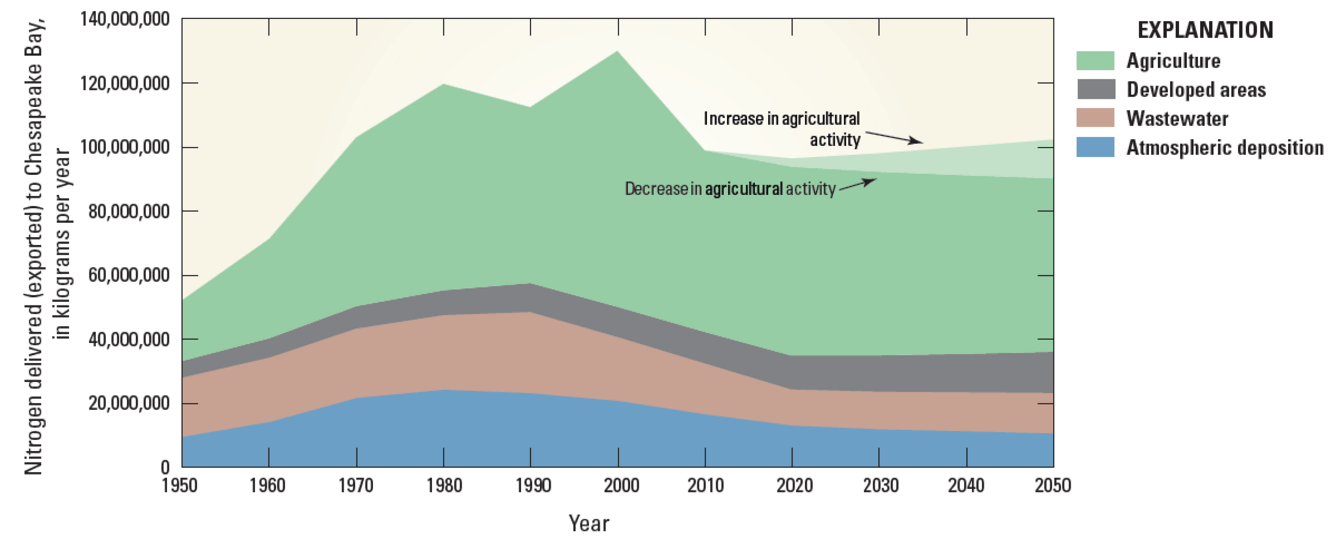 Nitrogen delivered (exported) to Chesapeake Bay,
in kilograms per year
140,000,000
120,000,000
100,000,000
80,000,000
60,000,000
40,000,000
20,000,000
0
Increase in agricultural
activity
Decrease in agricultural activity
1950 1960 1970 1980 1990 2000 2010 2020 2030 2040 2050
Year
EXPLANATION
Agriculture
Developed areas
Wastewater
Atmospheric deposition